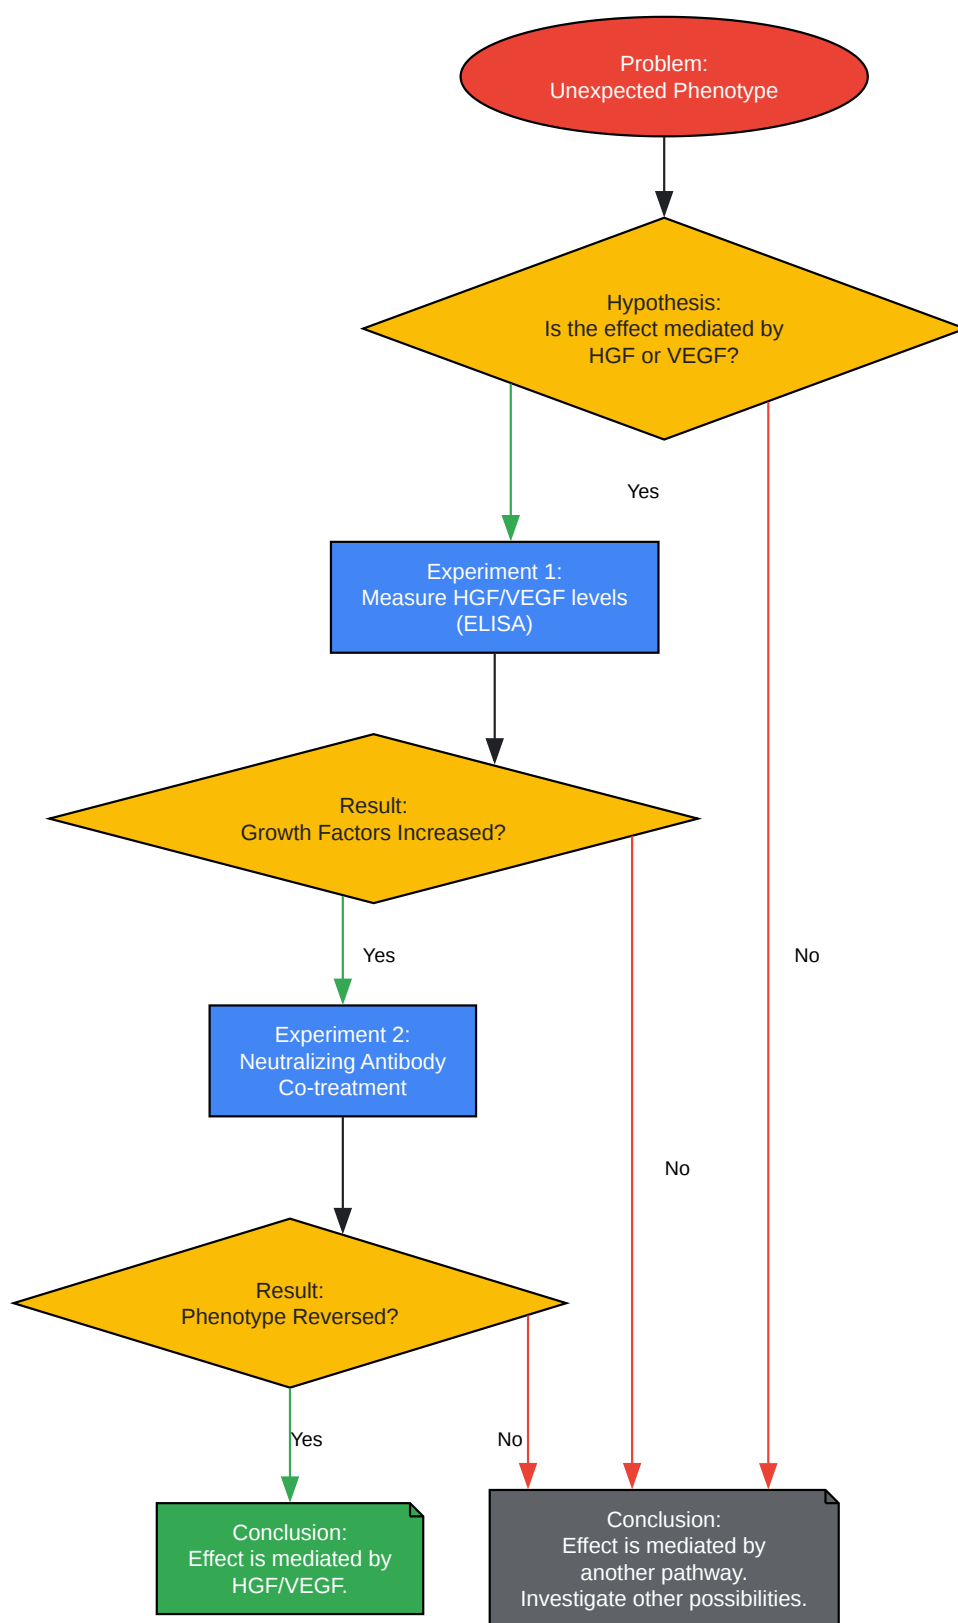 Problem:
Unexpected Phenotype
Hypothesis:
Is the effect mediated by
HGF or VEGF?
Yes
Experiment 1:
Measure HGF/VEGF levels
(ELISA)
Result:
Growth Factors Increased?
Yes
No
Experiment 2:
Neutralizing Antibody
Co-treatment
No
Result:
Phenotype Reversed?
Yes
No
Conclusion:
Effect is mediated by
HGF/VEGF.
Conclusion:
Effect is mediated by
another pathway.
Investigate other possibilities.